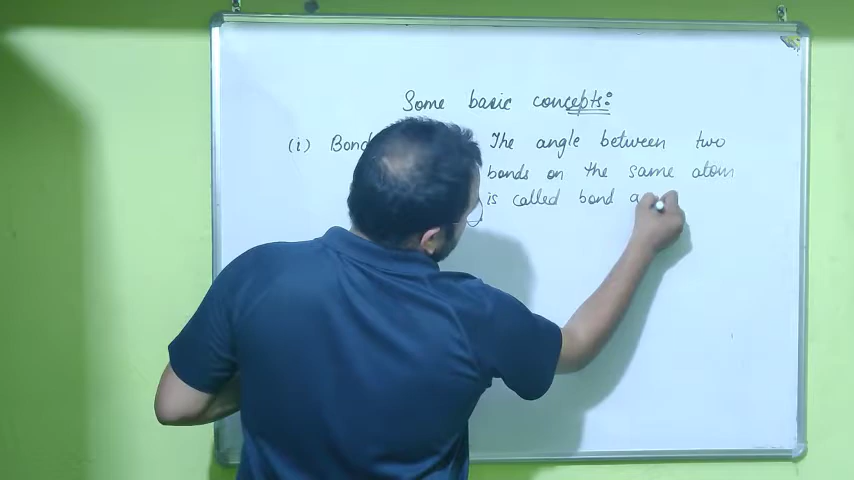 Some basic concepts:
(i) Bond The angle between two
bonds on the same atom
is called bond a